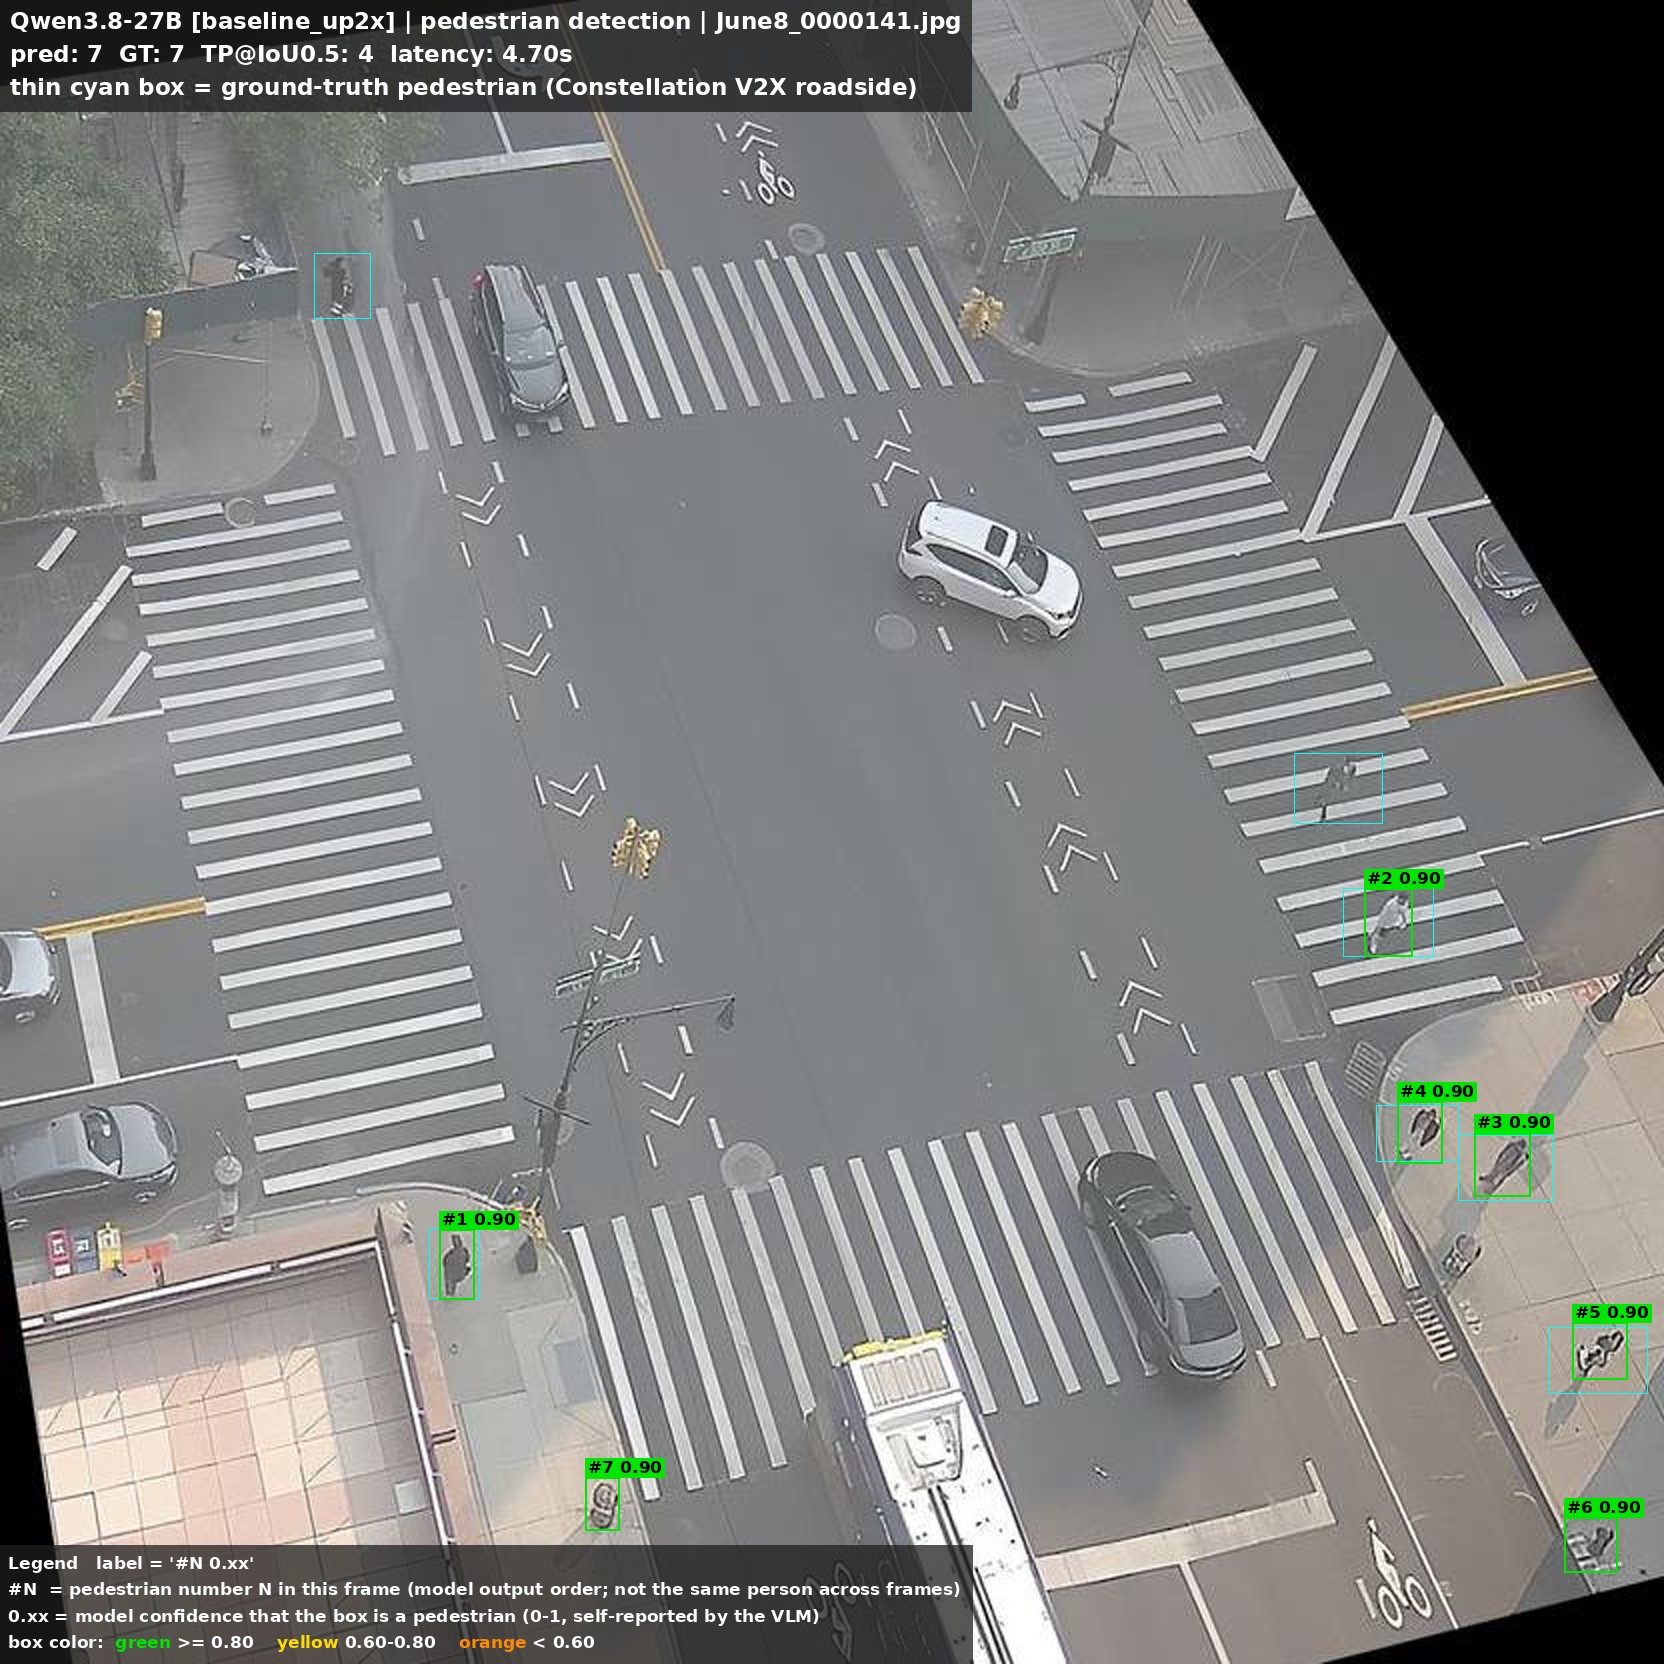 Qwen3.8-27B [baseline_up2x] | pedestrian detection | June8_0000141.jpg
pred: 7  GT: 7  TP@IoU0.5: 4  latency: 4.70s
thin cyan box = ground-truth pedestrian (Constellation V2X roadside)
#2 0.90
#4 0.90
#3 0.90
#1 0.90
#5 0.90
#7 0.90
#6 0.90
Legend   label = '#N 0.xx'
#N  = pedestrian number N in this frame (model output order; not the same person across frames)
0.xx = model confidence that the box is a pedestrian (0-1, self-reported by the VLM)
box color:  green >= 0.80    yellow 0.60-0.80    orange < 0.60